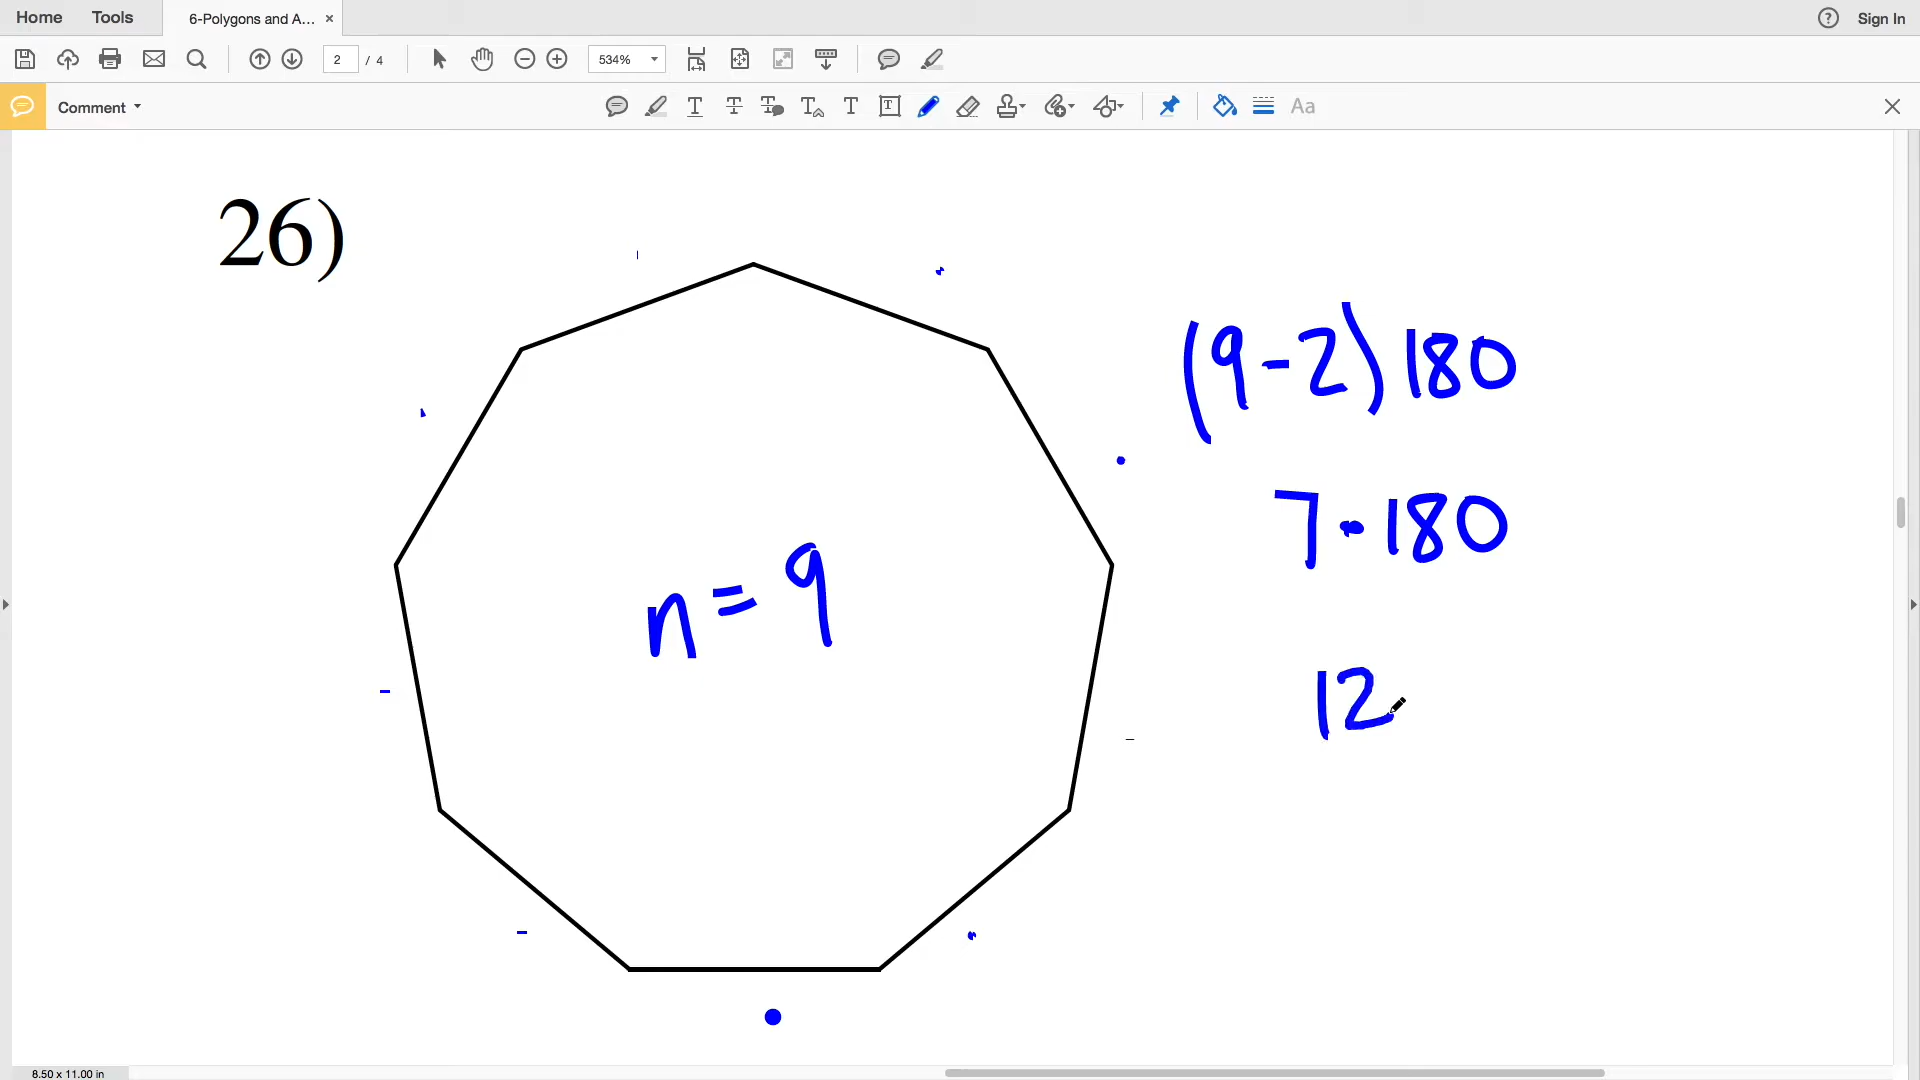 Home Tools 6-Polygons and A... × ? Sign In
2 / 4 534%
Comment T T T T T T Aa
26)
(9-2)180
7·180
n=9
12
8.50 x 11.00 in